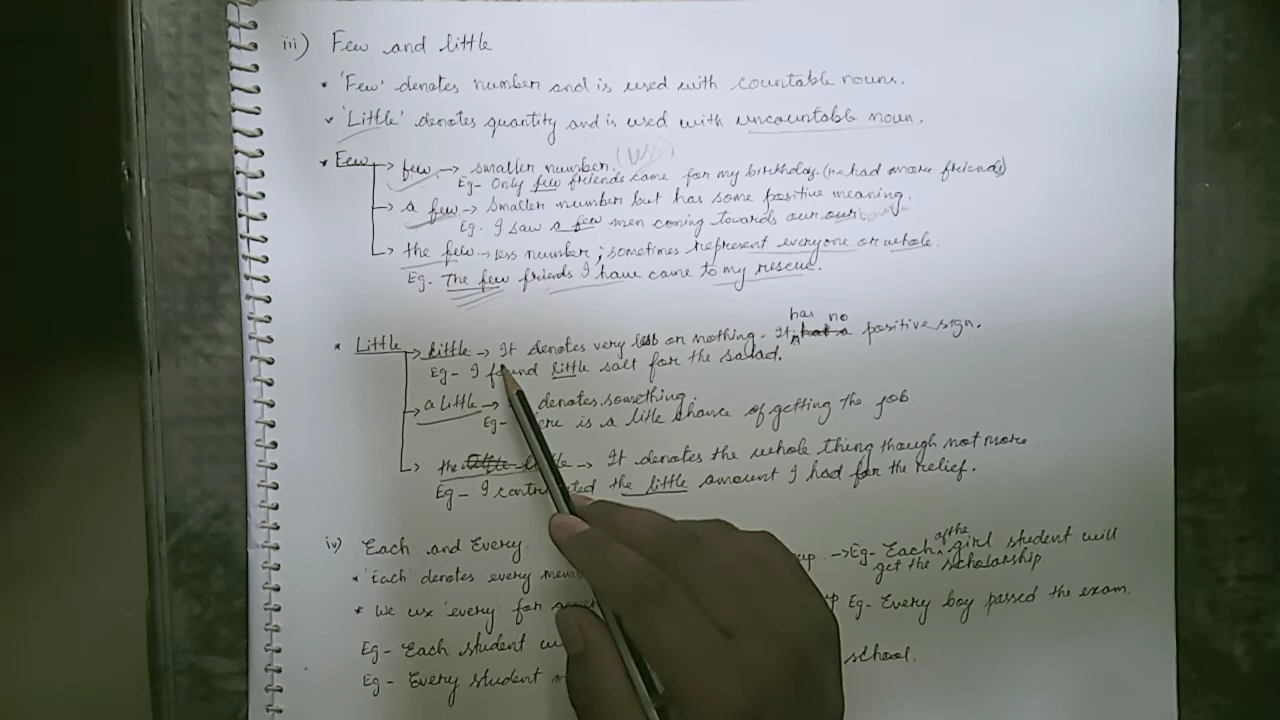 iii) Few and little
* 'Few' denotes number and is used with countable nouns.
* 'Little' denotes quantity and is used with uncountable noun.
* Few → few → smaller number.
Eg- Only few friends came for my birthday. (he had more friends)
→ a few → smaller number but has some positive meaning.
Eg. I saw a few men coming towards our our
→ the few → less number; sometimes represent everyone or whole.
Eg. The few friends I have came to my rescue.
has no
* Little → little → It denotes very less or nothing. It positive sign.
Eg- I found little salt for the salad.
→ a little → denotes something.
Eg- is a little chance of getting the job
→ the little → It denotes the whole thing though not more
Eg- I contributed the little amount I had for the relief.
iv) Each and Every
of the
* 'Each' denotes every → Eg- Each girl student will
get the scholarship
* We use 'every' for Eg- Every boy passed the exam.
Eg- Each student school.
Eg- Every student